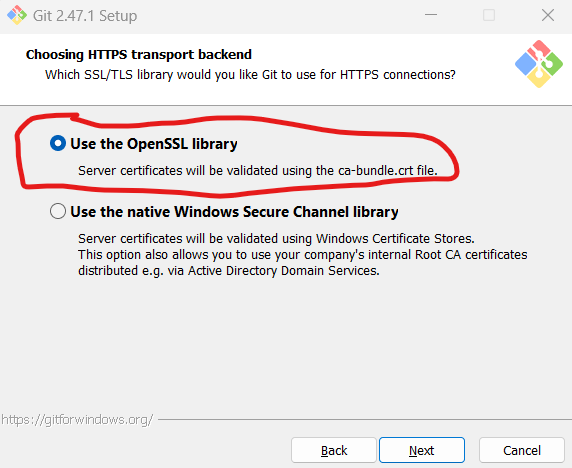 Git 2.47.1 Setup
Choosing HTTPS transport backend
Which SSL/TLS library would you like Git to use for HTTPS connections?
Use the OpenSSL library
Server certificates will be validated using the ca-bundle.crt file.
Use the native Windows Secure Channel library
Server certificates will be validated using Windows Certificate Stores.
This option also allows you to use your company's internal Root CA certificates
distributed e.g. via Active Directory Domain Services.
https://gitforwindows.org/
Back
Next
Cancel